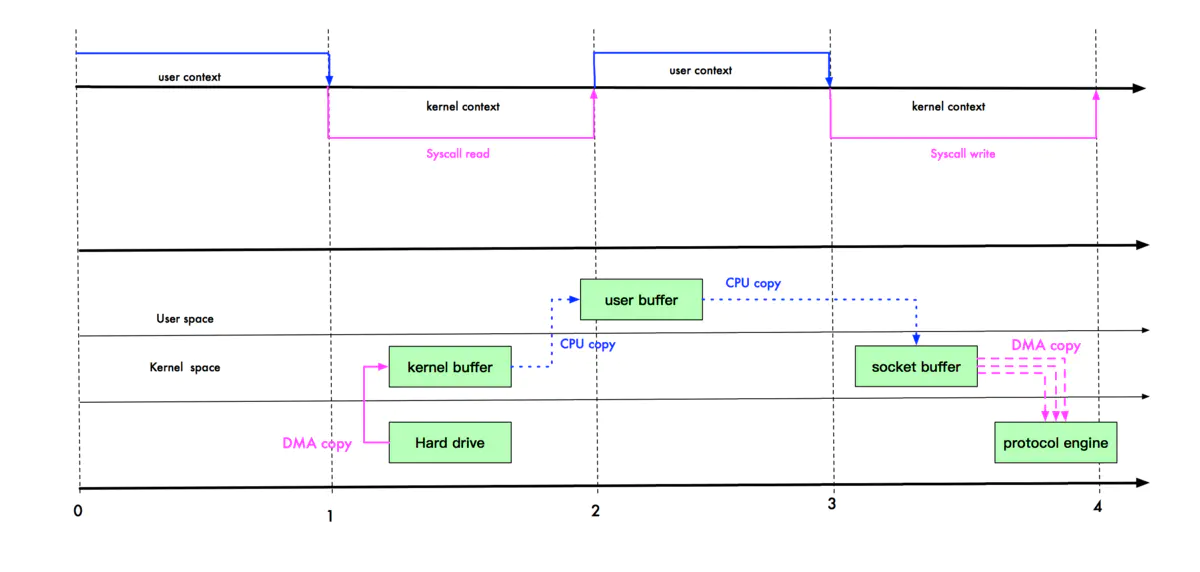 user context
user context
kernel context
kernel context
Syscall read
Syscall write
CPU copy
user buffer
User space
CPU copy
DMA copy
Kernel space
kernel buffer
socket buffer
DMA copy
Hard drive
protocol engine
0
1
2
3
4